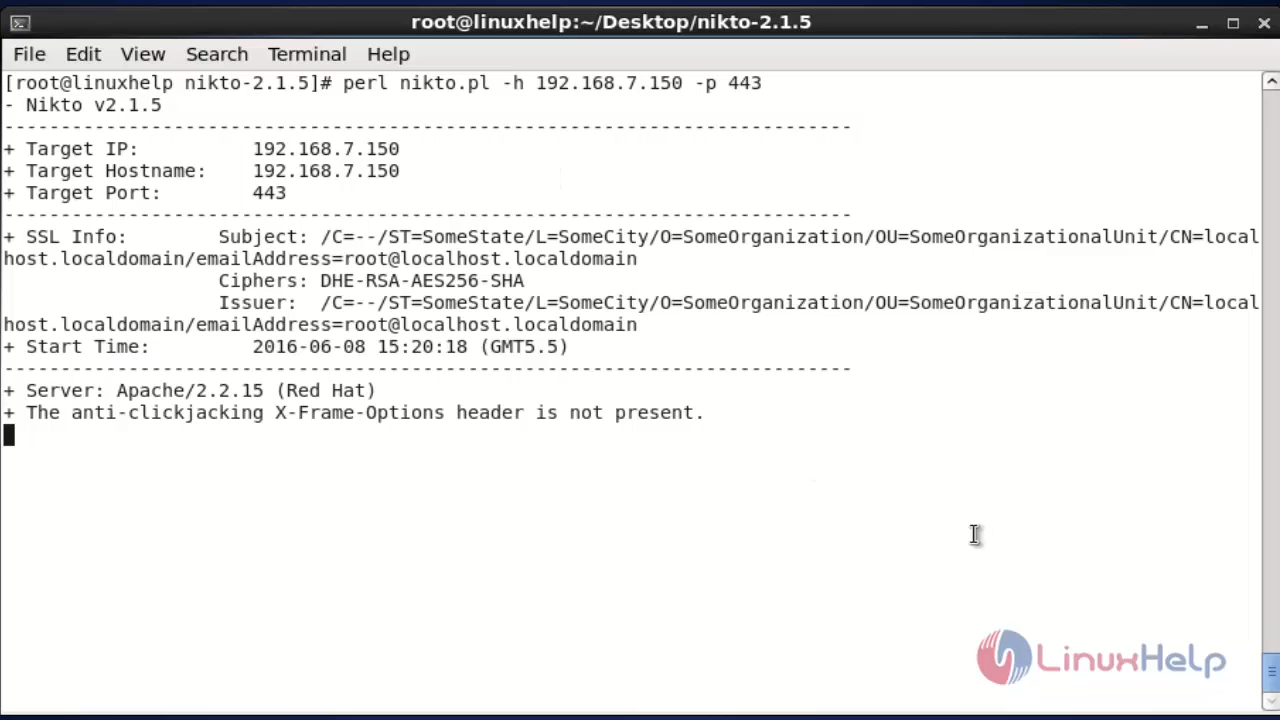 root@linuxhelp:~/Desktop/nikto-2.1.5
File Edit View Search Terminal Help
[root@linuxhelp nikto-2.1.5]# perl nikto.pl -h 192.168.7.150 -p 443
- Nikto v2.1.5
---------------------------------------------------------------------------
+ Target IP:          192.168.7.150
+ Target Hostname:    192.168.7.150
+ Target Port:        443
---------------------------------------------------------------------------
+ SSL Info:        Subject: /C=--/ST=SomeState/L=SomeCity/O=SomeOrganization/OU=SomeOrganizationalUnit/CN=local
host.localdomain/emailAddress=root@localhost.localdomain
                   Ciphers: DHE-RSA-AES256-SHA
                   Issuer:  /C=--/ST=SomeState/L=SomeCity/O=SomeOrganization/OU=SomeOrganizationalUnit/CN=local
host.localdomain/emailAddress=root@localhost.localdomain
+ Start Time:         2016-06-08 15:20:18 (GMT5.5)
---------------------------------------------------------------------------
+ Server: Apache/2.2.15 (Red Hat)
+ The anti-clickjacking X-Frame-Options header is not present.
LinuxHelp